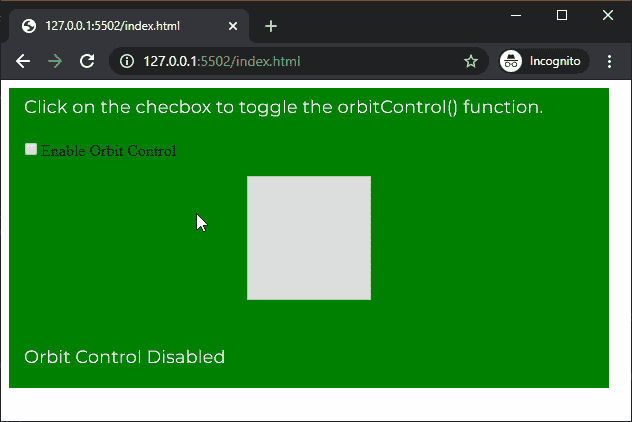 127.0.0.1:5502/index.html
127.0.0.1:5502/index.html
Incognito
Click on the checbox to toggle the orbitControl() function.
Enable Orbit Control
Orbit Control Disabled